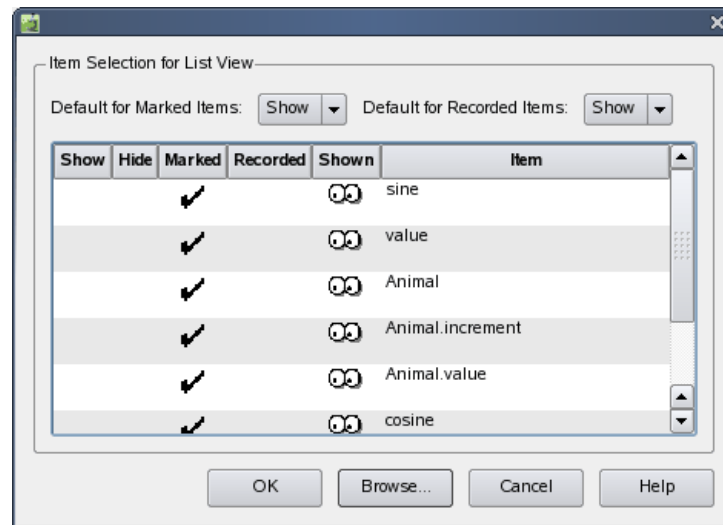 Item Selection for List View
Default for Marked Items: Show Default for Recorded Items: Show
Show Hide Marked Recorded Shown Item
sine
value
Animal
Animal.increment
Animal.value
cosine
OK Browse... Cancel Help